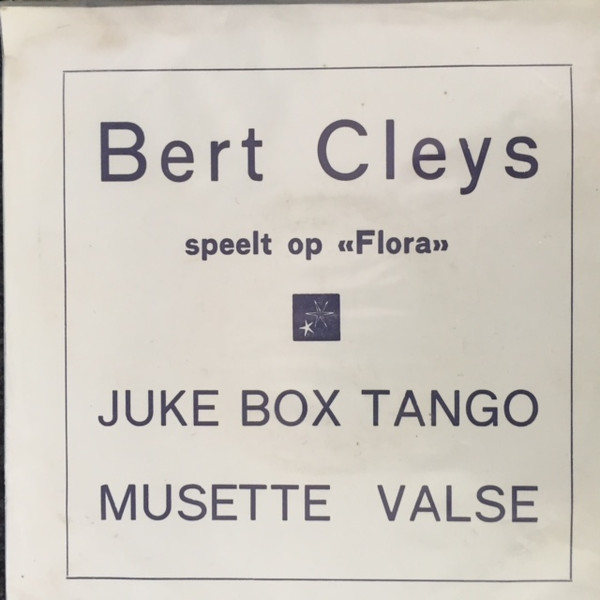 Bert Cleys
speelt op «Flora»
JUKE BOX TANGO
MUSETTE VALSE